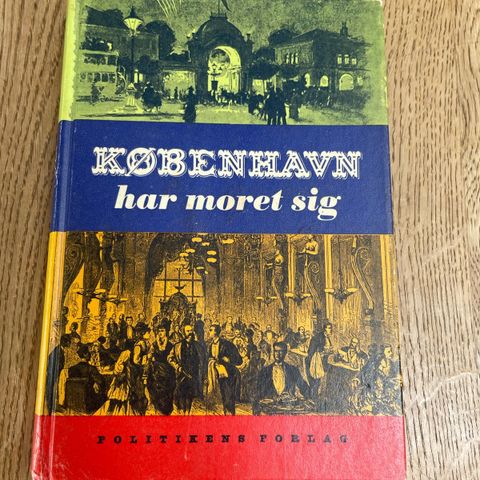 KØBENHAVN
har moret sig
POLITIKENS FORLAG